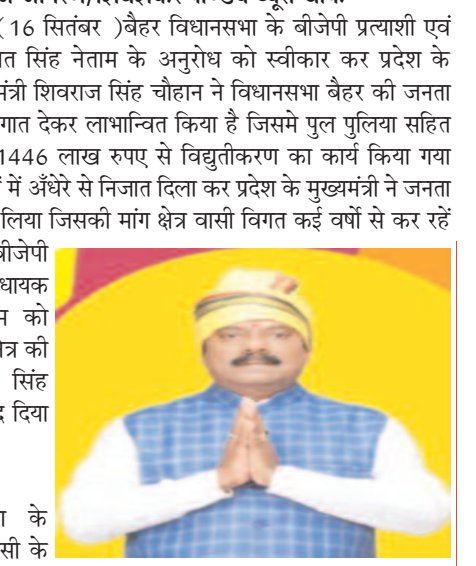 ( 16 सितंबर )बैहर विधानसभा के बीजेपी प्रत्याशी एवं
सिंह नेताम के अनुरोध को स्वीकार कर प्रदेश के
शिवराज सिंह चौहान ने विधानसभा बैहर की जनता
देकर लाभान्वित किया है जिसमे पुल पुलिया सहित
1446 लाख रुपए से विद्युतीकरण का कार्य किया गया
में अँधेरे से निजात दिला कर प्रदेश के मुख्यमंत्री ने जनता
लिया जिसकी मांग क्षेत्र वासी विगत कई वर्षो से कर रहें
बीजेपी
को
की
सिंह
दिया
के
के